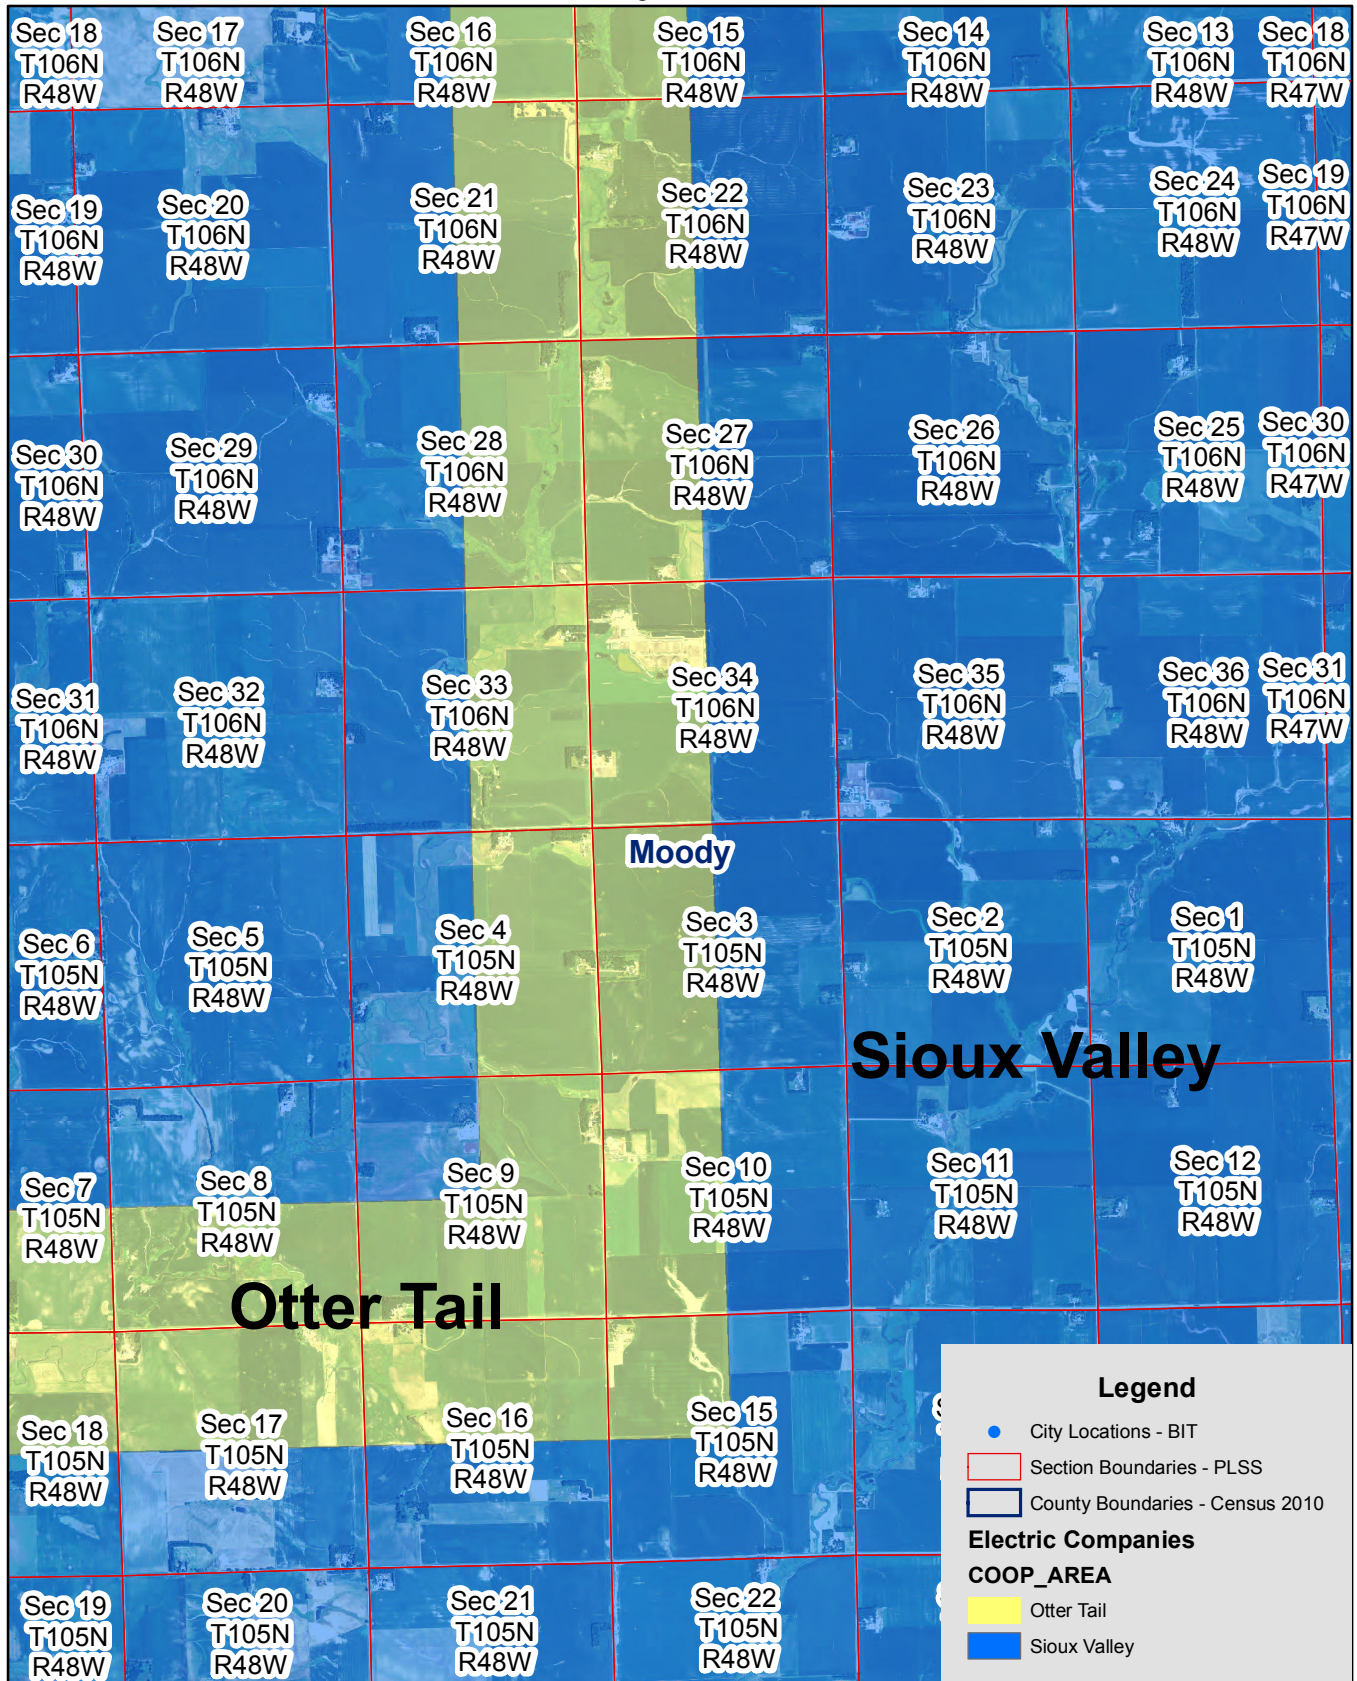 Sec 18
T106N
R48W
Sec 17
T106N
R48W
Sec 16
T106N
R48W
Sec 15
T106N
R48W
Sec 14
T106N
R48W
Sec 13
T106N
R48W
Sec 18
T106N
R47W
Sec 19
T106N
R48W
Sec 20
T106N
R48W
Sec 21
T106N
R48W
Sec 22
T106N
R48W
Sec 23
T106N
R48W
Sec 24
T106N
R48W
Sec 19
T106N
R47W
Sec 30
T106N
R48W
Sec 29
T106N
R48W
Sec 28
T106N
R48W
Sec 27
T106N
R48W
Sec 26
T106N
R48W
Sec 25
T106N
R48W
Sec 30
T106N
R47W
Sec 31
T106N
R48W
Sec 32
T106N
R48W
Sec 33
T106N
R48W
Sec 34
T106N
R48W
Sec 35
T106N
R48W
Sec 36
T106N
R48W
Sec 31
T106N
R47W
Moody
Sec 6
T105N
R48W
Sec 5
T105N
R48W
Sec 4
T105N
R48W
Sec 3
T105N
R48W
Sec 2
T105N
R48W
Sec 1
T105N
R48W
Sioux Valley
Sec 7
T105N
R48W
Sec 8
T105N
R48W
Sec 9
T105N
R48W
Sec 10
T105N
R48W
Sec 11
T105N
R48W
Sec 12
T105N
R48W
Otter Tail
Sec 18
T105N
R48W
Sec 17
T105N
R48W
Sec 16
T105N
R48W
Sec 15
T105N
R48W
Sec 19
T105N
R48W
Sec 20
T105N
R48W
Sec 21
T105N
R48W
Sec 22
T105N
R48W
Legend
City Locations - BIT
Section Boundaries - PLSS
County Boundaries - Census 2010
Electric Companies
COOP_AREA
Otter Tail
Sioux Valley